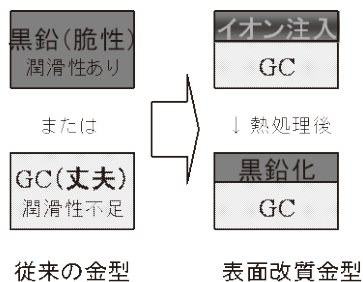 黒鉛(脆性)
潤滑性あり
または
GC(丈夫)
潤滑性不足
従来の金型
イオン注入
GC
↓熱処理後
黒鉛化
GC
表面改質金型